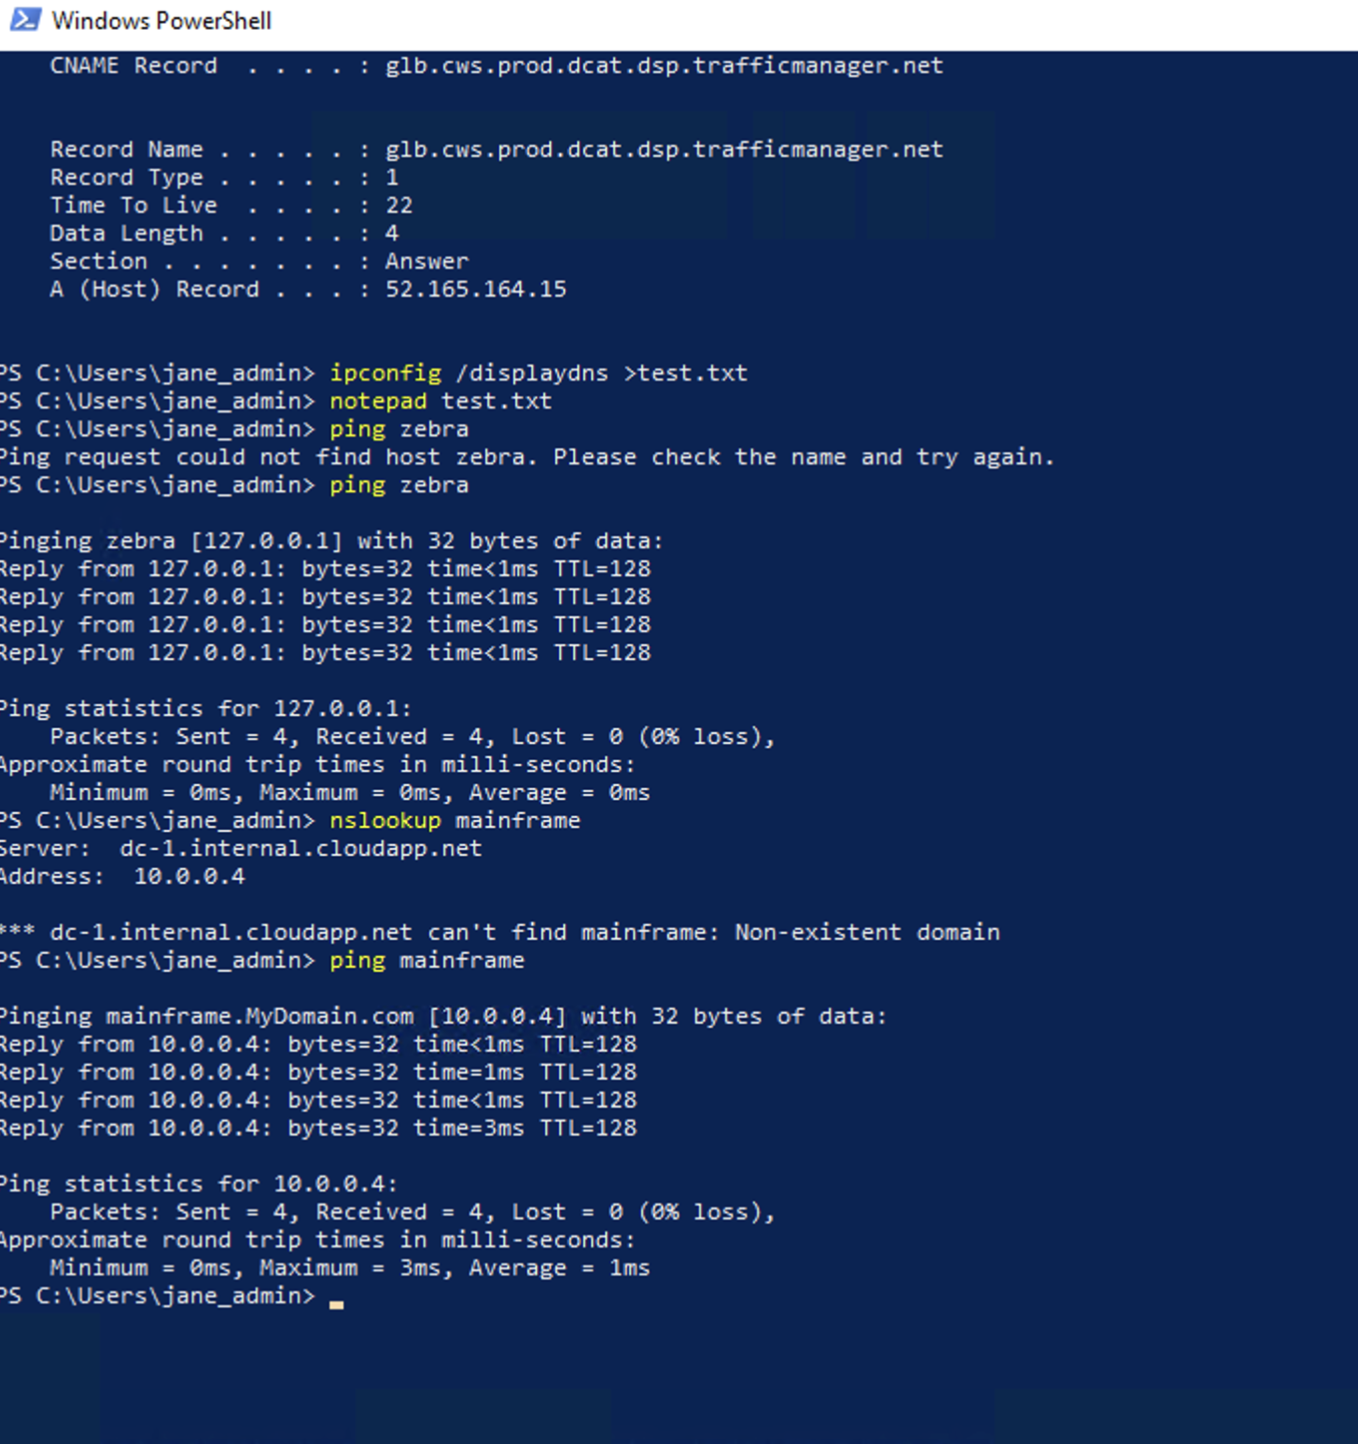 Windows PowerShell
CNAME Record  . . . . : glb.cws.prod.dcat.dsp.trafficmanager.net
Record Name . . . . . : glb.cws.prod.dcat.dsp.trafficmanager.net
Record Type . . . . . : 1
Time To Live  . . . . : 22
Data Length . . . . . : 4
Section . . . . . . . : Answer
A (Host) Record . . . : 52.165.164.15
PS C:\Users\jane_admin> ipconfig /displaydns >test.txt
PS C:\Users\jane_admin> notepad test.txt
PS C:\Users\jane_admin> ping zebra
Ping request could not find host zebra. Please check the name and try again.
PS C:\Users\jane_admin> ping zebra
Pinging zebra [127.0.0.1] with 32 bytes of data:
Reply from 127.0.0.1: bytes=32 time<1ms TTL=128
Reply from 127.0.0.1: bytes=32 time<1ms TTL=128
Reply from 127.0.0.1: bytes=32 time<1ms TTL=128
Reply from 127.0.0.1: bytes=32 time<1ms TTL=128
Ping statistics for 127.0.0.1:
Packets: Sent = 4, Received = 4, Lost = 0 (0% loss),
Approximate round trip times in milli-seconds:
Minimum = 0ms, Maximum = 0ms, Average = 0ms
PS C:\Users\jane_admin> nslookup mainframe
Server:  dc-1.internal.cloudapp.net
Address:  10.0.0.4
*** dc-1.internal.cloudapp.net can't find mainframe: Non-existent domain
PS C:\Users\jane_admin> ping mainframe
Pinging mainframe.MyDomain.com [10.0.0.4] with 32 bytes of data:
Reply from 10.0.0.4: bytes=32 time<1ms TTL=128
Reply from 10.0.0.4: bytes=32 time=1ms TTL=128
Reply from 10.0.0.4: bytes=32 time<1ms TTL=128
Reply from 10.0.0.4: bytes=32 time=3ms TTL=128
Ping statistics for 10.0.0.4:
Packets: Sent = 4, Received = 4, Lost = 0 (0% loss),
Approximate round trip times in milli-seconds:
Minimum = 0ms, Maximum = 3ms, Average = 1ms
PS C:\Users\jane_admin>